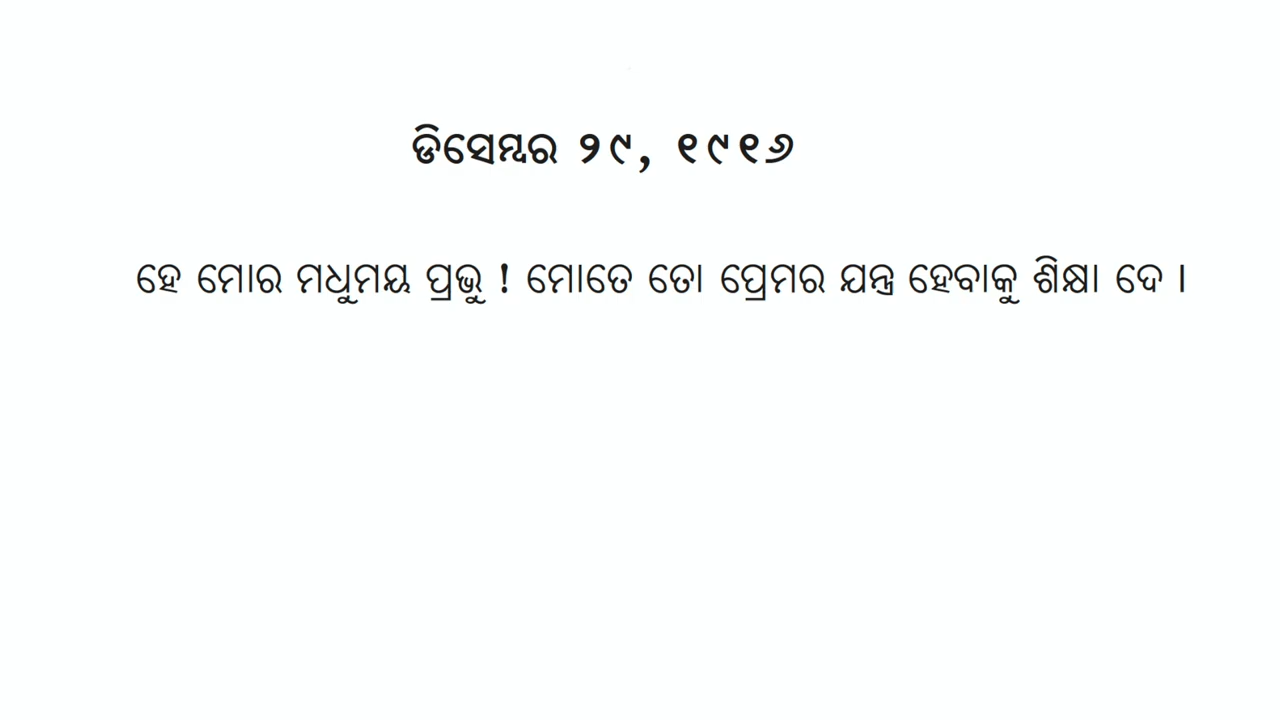 ଡିସେମ୍ବର ୨୯, ୧୯୧୬
ହେ ମୋର ମଧୁମୟ ପ୍ରଭୁ ! ମୋତେ ତୋ ପ୍ରେମର ଯନ୍ତ୍ର ହେବାକୁ ଶିକ୍ଷା ଦେ ।